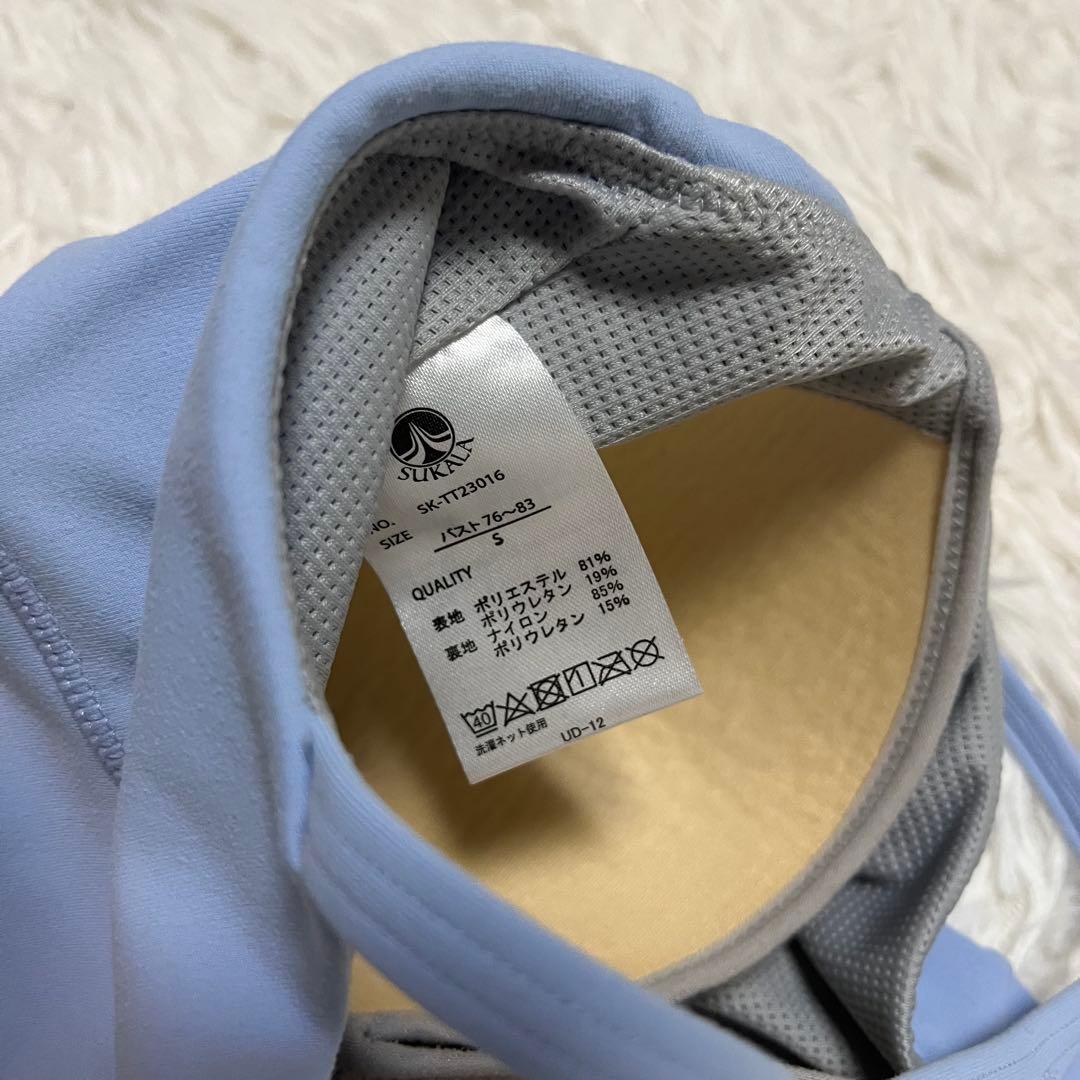 SUKALA
NO. SK-TT23016
SIZE バスト 76〜83
S
QUALITY
表地 ポリエステル 81%
ポリウレタン 19%
裏地 ナイロン 85%
ポリウレタン 15%
40
洗濯ネット使用 UD-12